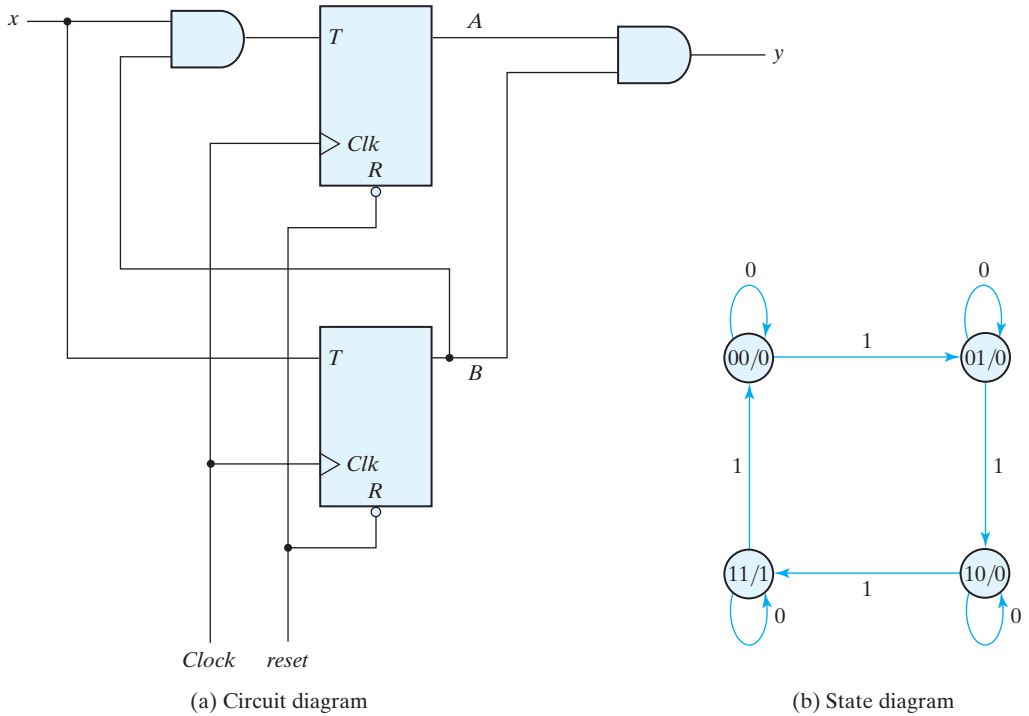 x
T
A
y
Clk
R
T
B
Clk
R
Clock reset
(a) Circuit diagram
0 0
00/0 1 01/0
1 1
11/1 1 10/0
0 0
(b) State diagram